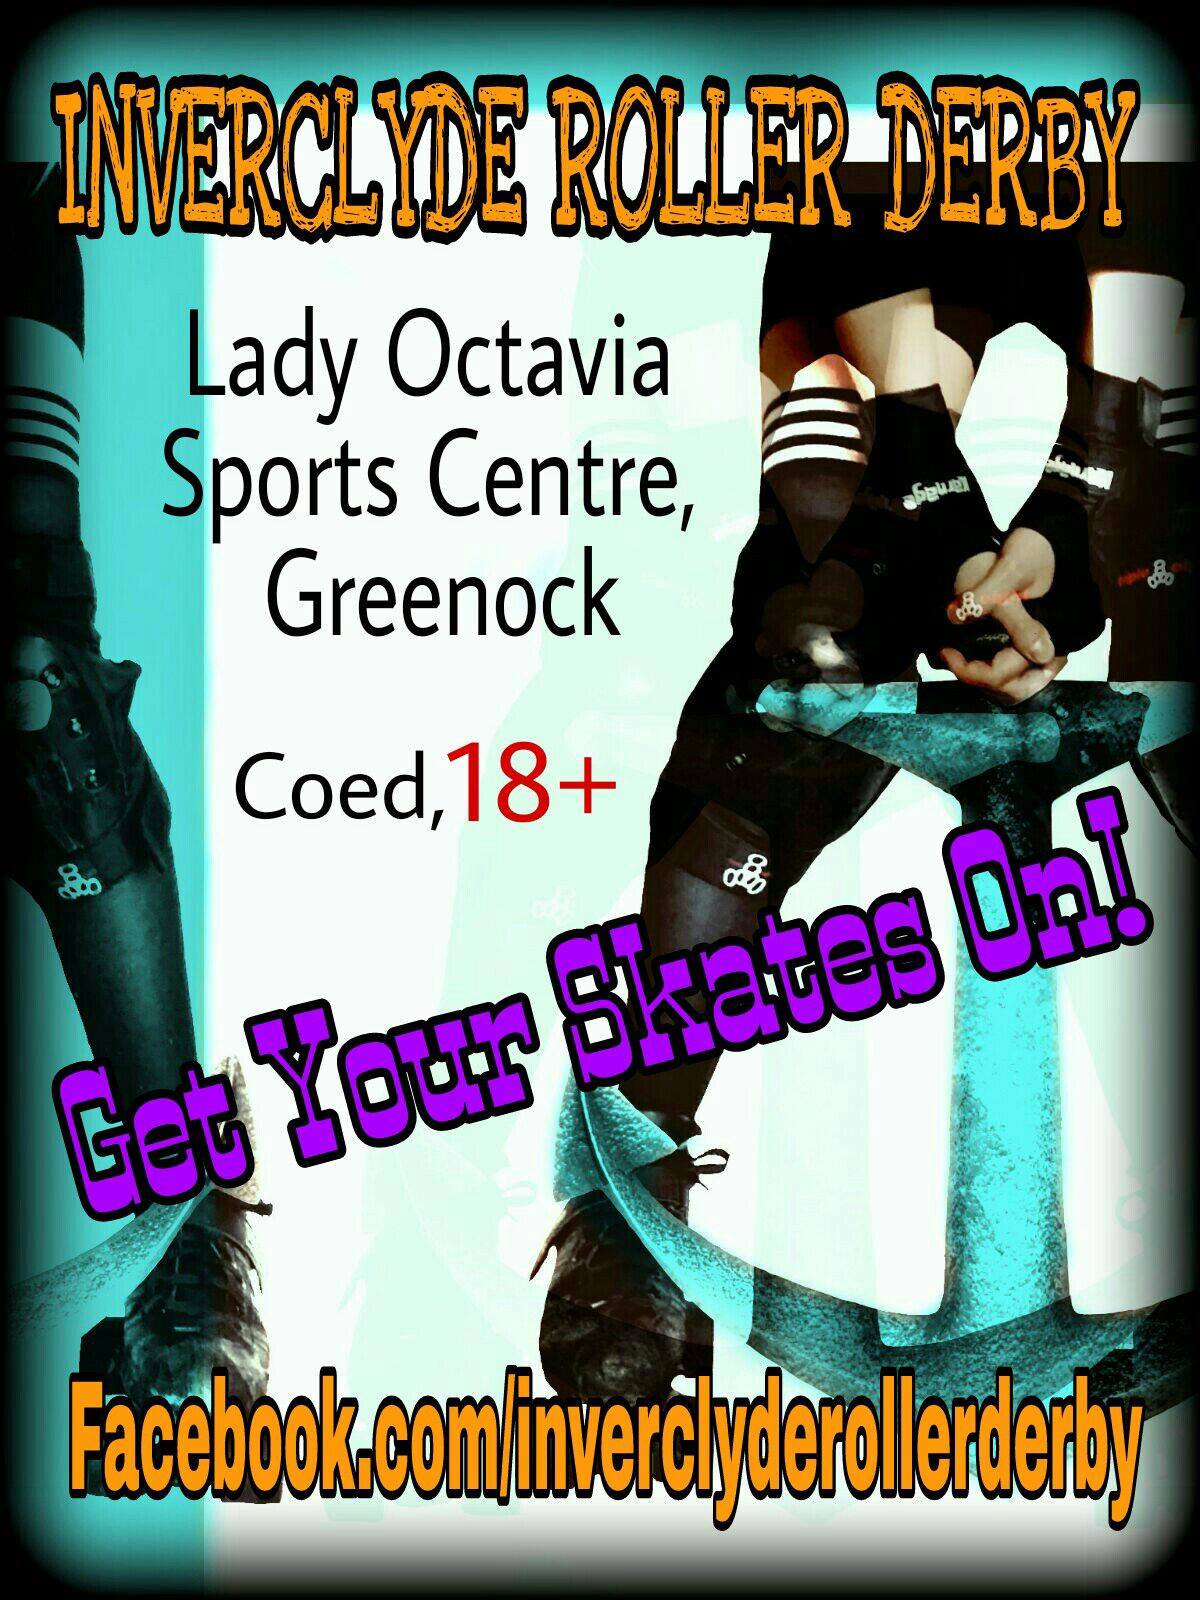 INVERCLYDE ROLLER DERBY
Lady Octavia
Sports Centre,
Greenock
Coed,18+
Get Your Skates On!
Facebook.com/inverclyderollerderby